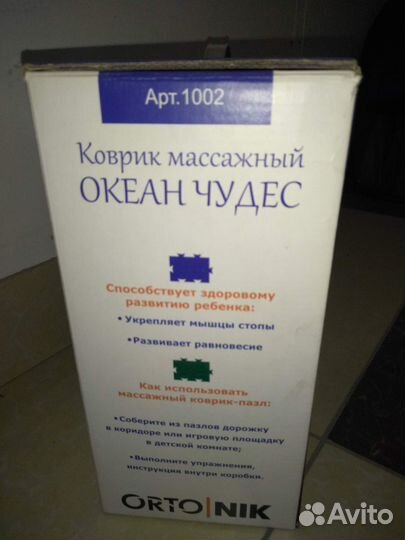 Арт.1002
Коврик массажный
ОКЕАН ЧУДЕС
Способствует здоровому
развитию ребенка:
•Укрепляет мышцы стопы
•Развивает равновесие
Как использовать
массажный коврик-пазл:
•Соберите из пазлов дорожку
в коридоре или игровую площадку
в детской комнате;
•Выполните упражнения,
инструкция внутри коробки.
ORTO|NIK
Avito